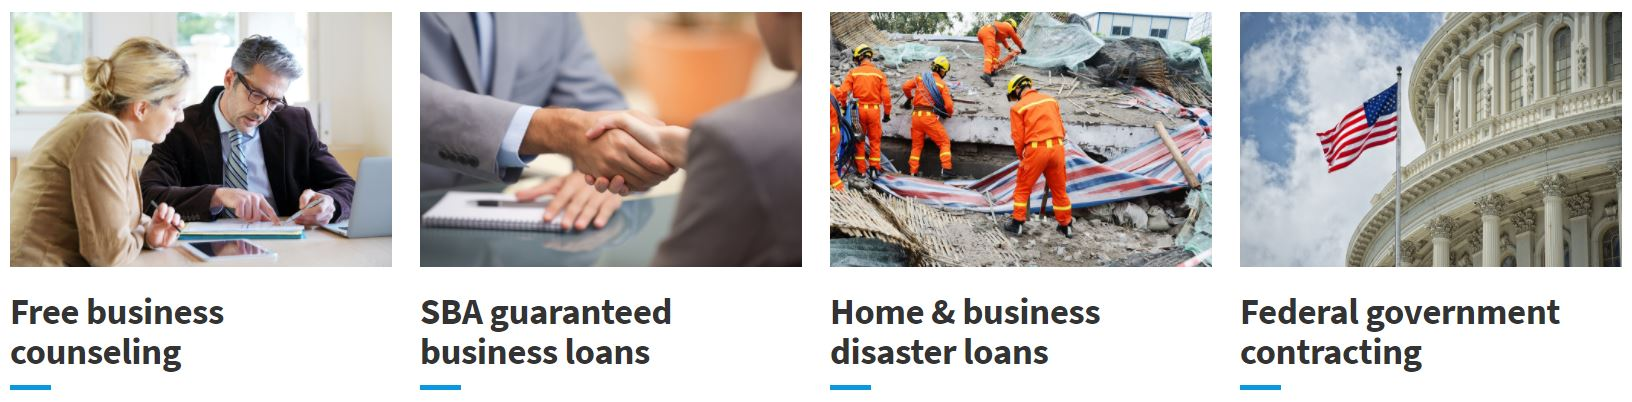 Free business
counseling
SBA guaranteed
business loans
Home & business
disaster loans
Federal government
contracting